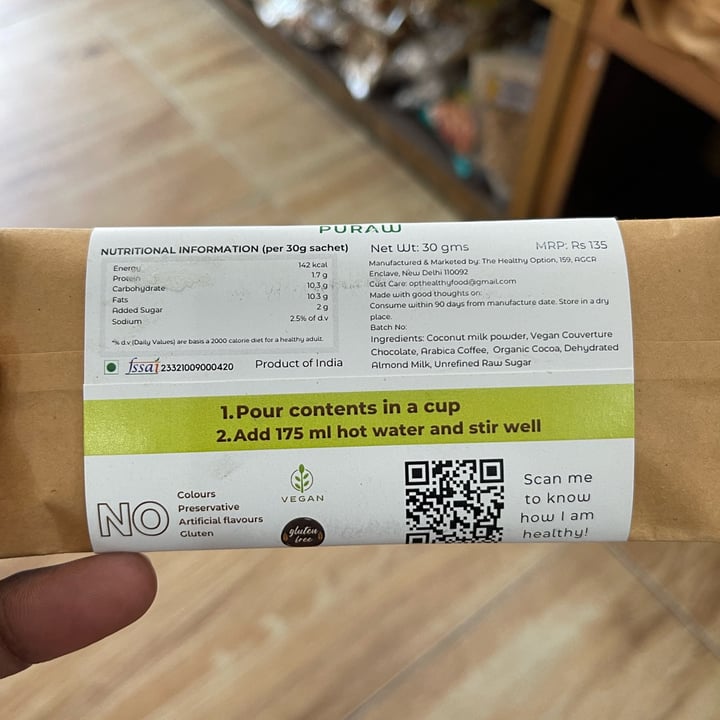 PURAW
NUTRITIONAL INFORMATION (per 30g sachet)
Energy 142 kcal
Protein 1.7 g
Carbohydrate 10.3 g
Fats 10.3 g
Added Sugar 2 g
Sodium 2.5% of d.v
*% d.v (Daily Values) are basis a 2000 calorie diet for a healthy adult.
fssai 23321009000420 Product of India
Net Wt: 30 gms MRP: Rs 135
Manufactured & Marketed by: The Healthy Option, 159, AGCR
Enclave, New Delhi 110092
Cust Care: opthealthyfood@gmail.com
Made with good thoughts on:
Consume within 90 days from manufacture date. Store in a dry
place.
Batch No:
Ingredients: Coconut milk powder, Vegan Couverture
Chocolate, Arabica Coffee, Organic Cocoa, Dehydrated
Almond Milk, Unrefined Raw Sugar
1.Pour contents in a cup
2.Add 175 ml hot water and stir well
NO
Colours
Preservative
Artificial flavours
Gluten
VEGAN
gluten
free
Scan me
to know
how I am
healthy!